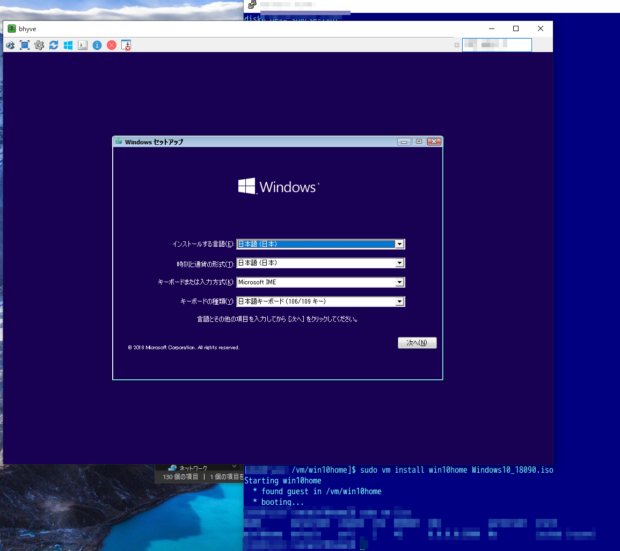 bhyve
Windows セットアップ
Windows
インストールする言語(E) 日本語 (日本)
時刻と通貨の形式(T) 日本語 (日本)
キーボードまたは入力方式(K) Microsoft IME
キーボードの種類(Y) 日本語キーボード (106/109 キー)
言語とその他の項目を入力してから [次へ] をクリックしてください。
Microsoft Corporation. All rights reserved.
次へ(N)
ネットワーク
130 個の項目 | 1 個の項目を
/vm/win10home]$ sudo vm install win10home Windows10_18090.iso
Starting win10home
* found guest in /vm/win10home
* booting...